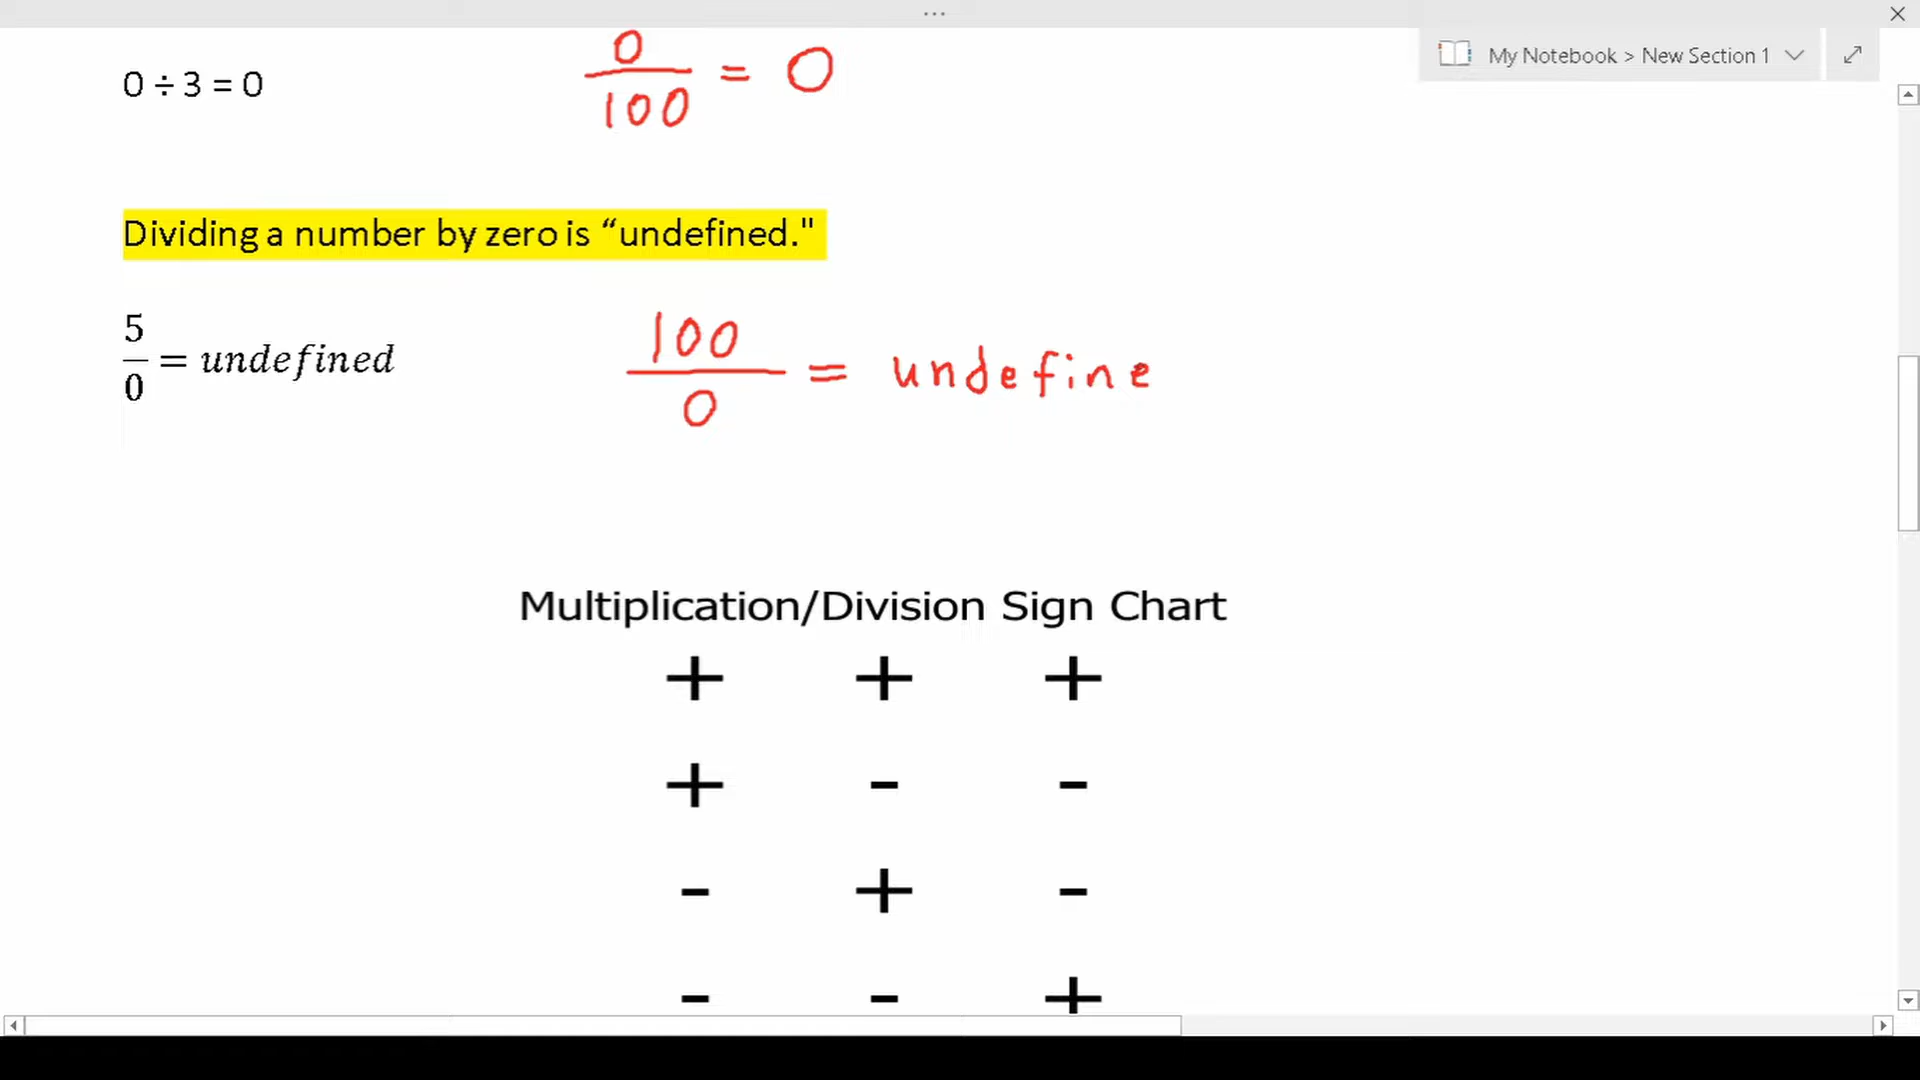 ...
My Notebook > New Section 1
0 ÷ 3 = 0
0/100 = 0
Dividing a number by zero is “undefined."
5/0 = undefined
100/0 = undefine
Multiplication/Division Sign Chart
+ + +
+ - -
- + -
- - +